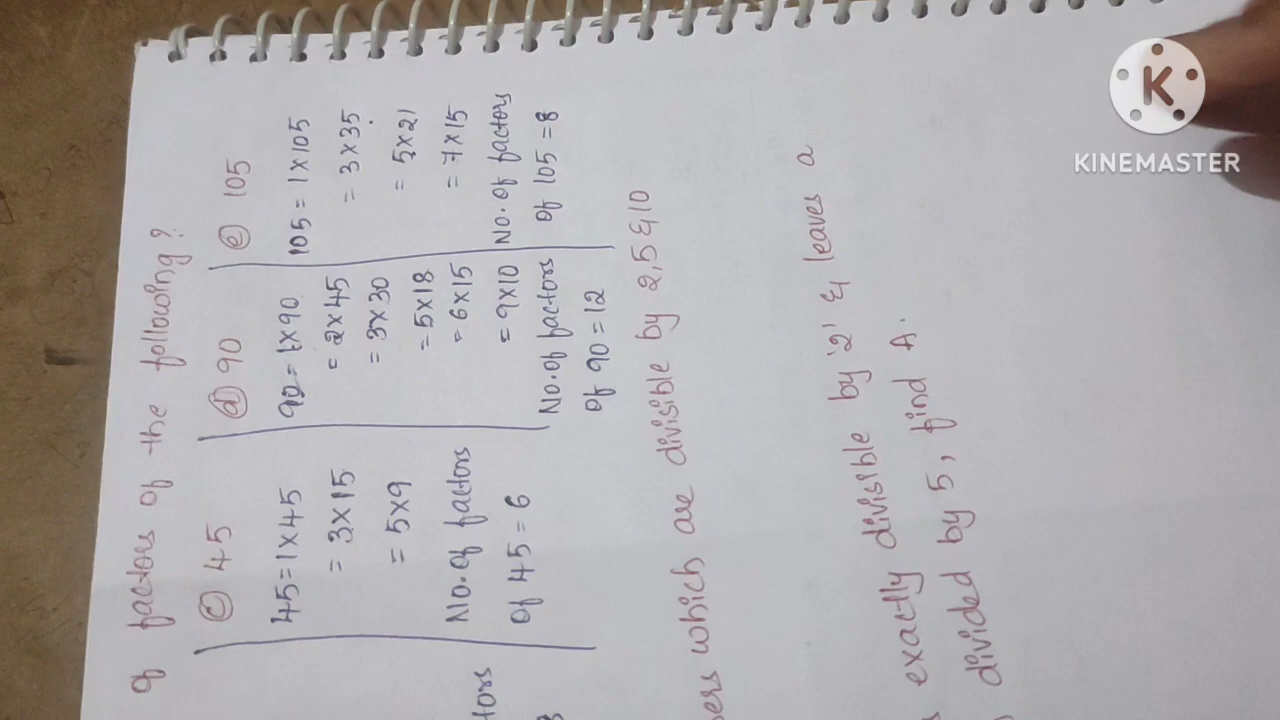 of factors of the following?
© 45
45 = 1 X 45
= 3 X 15
= 5 X 9
No. of factors
Of 45 = 6
ⓓ 90
90 = 1 X 90
= 2 X 45
= 3 X 30
= 5 X 18
= 6 X 15
= 9 X 10
No. of factors
Of 90 = 12
ⓔ 105
105 = 1 X 105
= 3 X 35
= 5 X 21
= 7 X 15
No. of factors
of 105 = 8
which are divisible by 2, 5 & 10
exactly divisible by '2' & leaves a
divided by 5, find A.
K
KINEMASTER